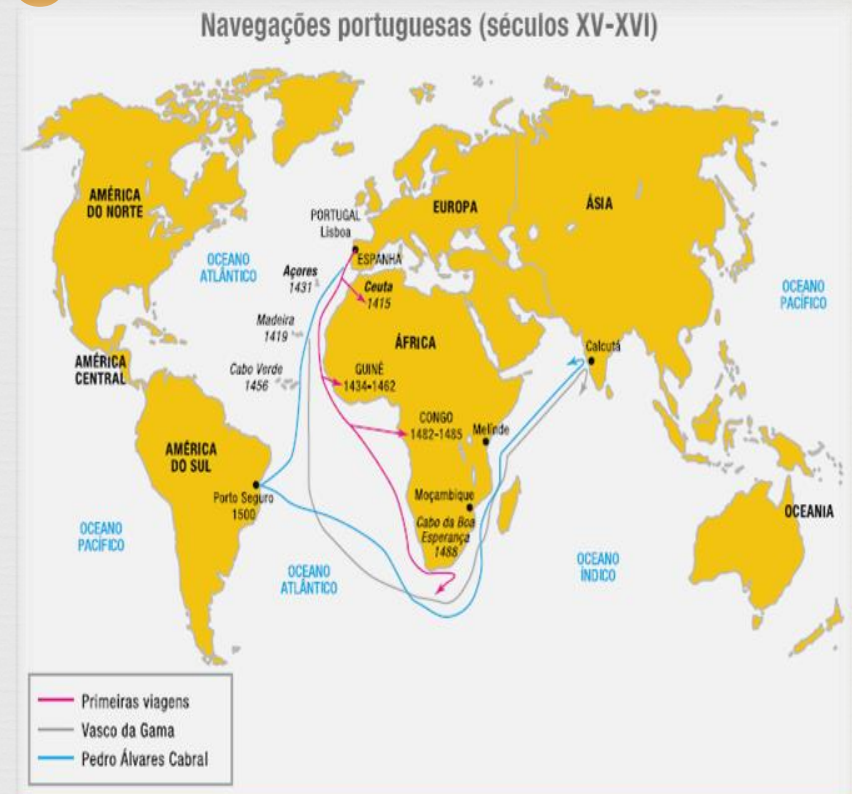 Navegações portuguesas (séculos XV-XVI)
AMÉRICA
DO NORTE
OCEANO
ATLÂNTICO
PORTUGAL
Lisboa
ESPANHA
EUROPA
ÁSIA
OCEANO
PACÍFICO
Açores
1431
Ceuta
1415
Madeira
1419
ÁFRICA
Calcutá
AMÉRICA
CENTRAL
Cabo Verde
1456
GUINÉ
1434-1462
CONGO
1482-1485
Melinde
AMÉRICA
DO SUL
Porto Seguro
1500
Moçambique
Cabo da Boa
Esperança
1488
OCEANIA
OCEANO
PACÍFICO
OCEANO
ATLÂNTICO
OCEANO
ÍNDICO
Primeiras viagens
Vasco da Gama
Pedro Álvares Cabral